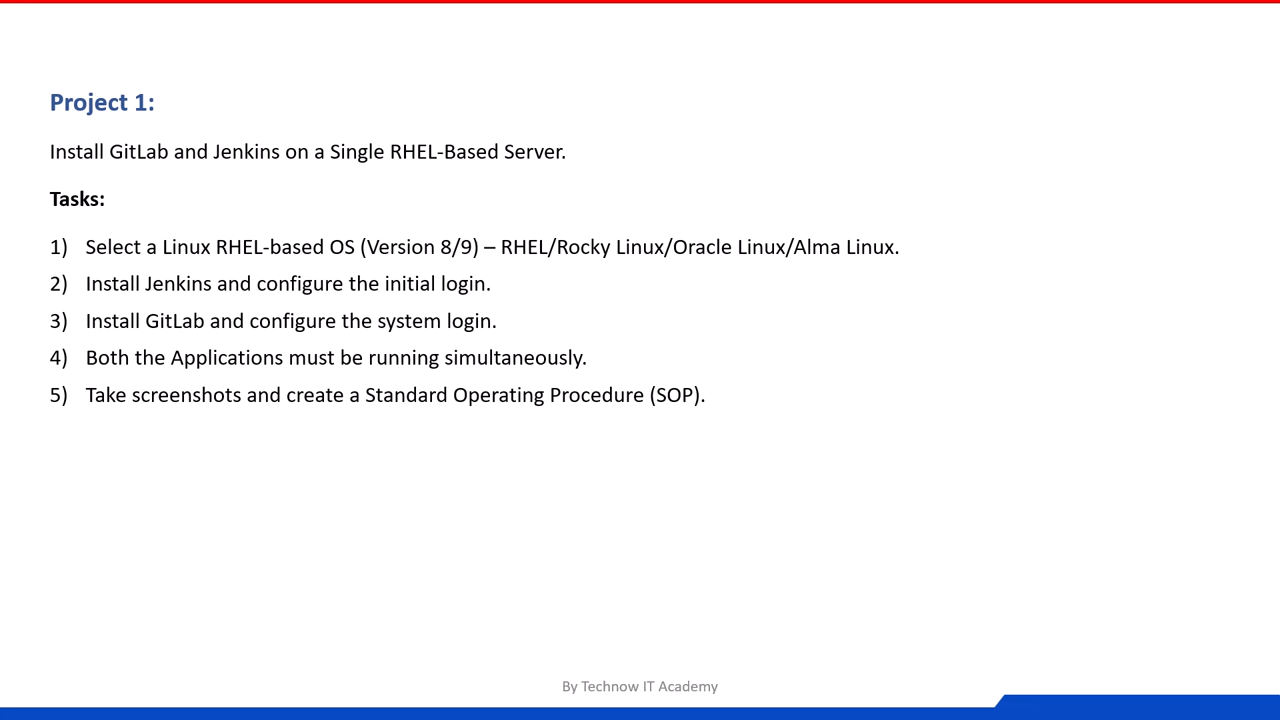 Project 1:
Install GitLab and Jenkins on a Single RHEL-Based Server.
Tasks:
1) Select a Linux RHEL-based OS (Version 8/9) – RHEL/Rocky Linux/Oracle Linux/Alma Linux.
2) Install Jenkins and configure the initial login.
3) Install GitLab and configure the system login.
4) Both the Applications must be running simultaneously.
5) Take screenshots and create a Standard Operating Procedure (SOP).
By Technow IT Academy